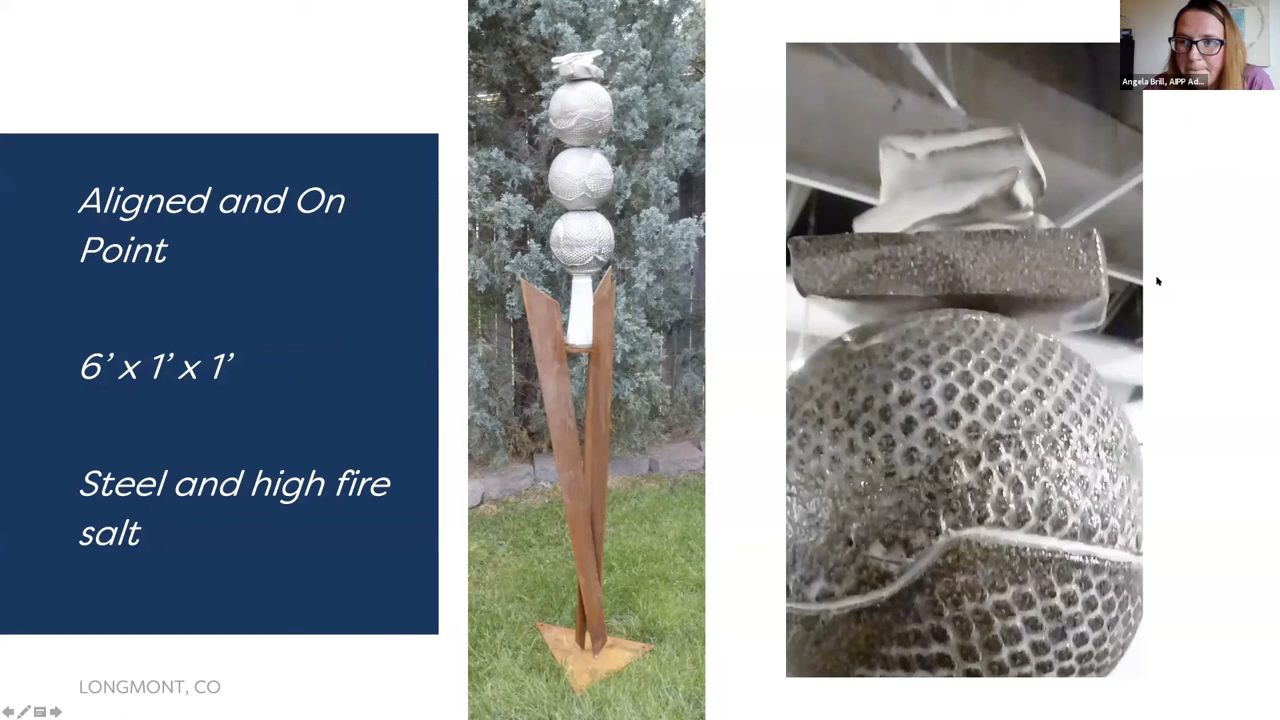 Aligned and On
Point
6’ x 1’ x 1’
Steel and high fire
salt
LONGMONT, CO
Angela Brill, AIPP Ad...